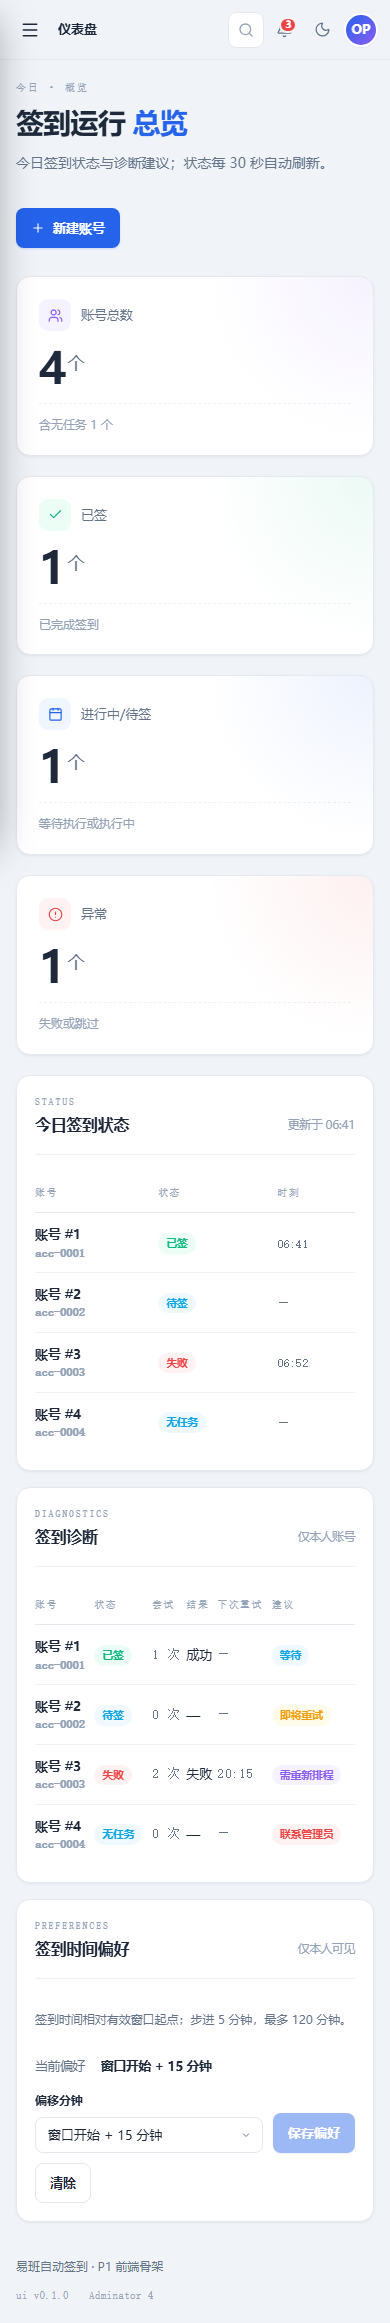 仪表盘
3
OP
今日 · 概览
签到运行 总览
今日签到状态与诊断建议；状态每 30 秒自动刷新。
+ 新建账号
账号总数
4个
含无任务 1 个
已签
1个
已完成签到
进行中/待签
1个
等待执行或执行中
异常
1个
失败或跳过
STATUS
今日签到状态 更新于 06:41
账号 状态 时刻
账号 #1
acc-0001 已签 06:41
账号 #2
acc-0002 待签 —
账号 #3
acc-0003 失败 06:52
账号 #4
acc-0004 无任务 —
DIAGNOSTICS
签到诊断 仅本人账号
账号 状态 尝试 结果 下次重试 建议
账号 #1
acc-0001 已签 1 次 成功 — 等待
账号 #2
acc-0002 待签 0 次 — — 即将重试
账号 #3
acc-0003 失败 2 次 失败 20:15 需重新排程
账号 #4
acc-0004 无任务 0 次 — — 联系管理员
PREFERENCES
签到时间偏好 仅本人可见
签到时间相对有效窗口起点；步进 5 分钟，最多 120 分钟。
当前偏好 窗口开始 + 15 分钟
偏移分钟
窗口开始 + 15 分钟 保存偏好
清除
易班自动签到 · P1 前端骨架
ui v0.1.0 Adminator 4